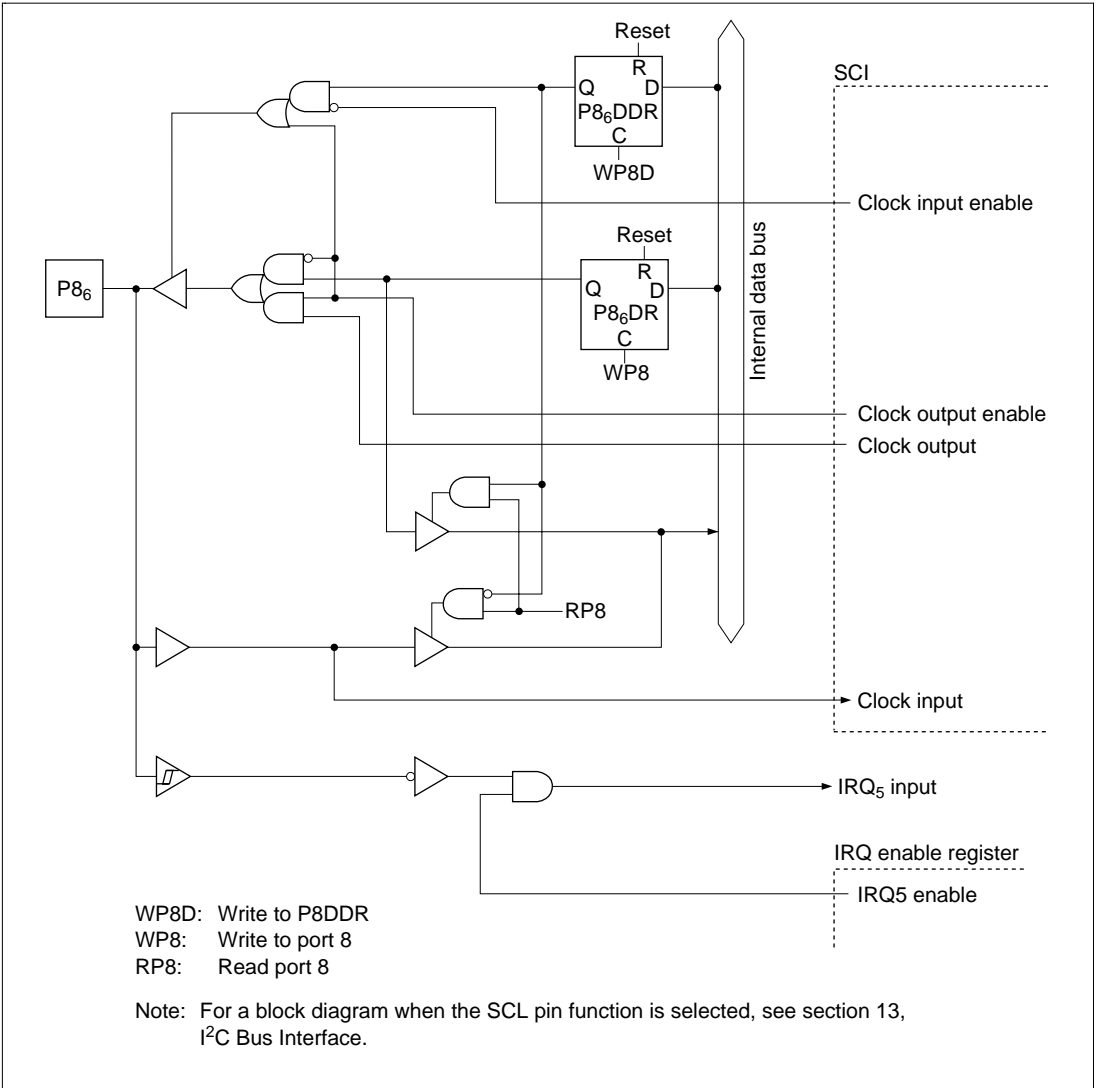 Reset
SCI
R
Q
D
P8₆DDR
C
WP8D
Clock input enable
Reset
R
P8₆
Q
D
P8₆DR
C
WP8
Internal data bus
Clock output enable
Clock output
RP8
Clock input
IRQ₅ input
IRQ enable register
IRQ5 enable
WP8D: Write to P8DDR
WP8: Write to port 8
RP8: Read port 8
Note: For a block diagram when the SCL pin function is selected, see section 13,
I²C Bus Interface.